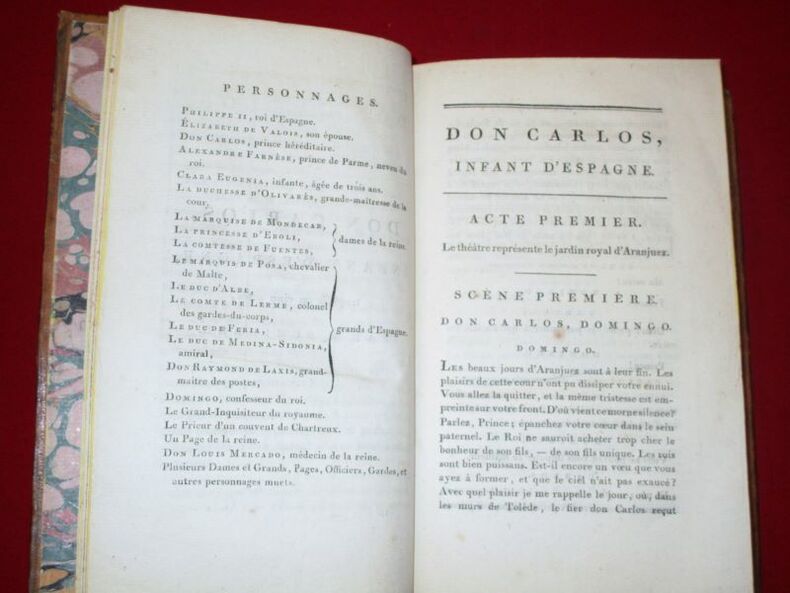 PERSONNAGES.
PHILIPPE II, roi d'Espagne.
ÉLIZABETH DE VALOIS, son épouse.
DON CARLOS, prince héréditaire.
ALEXANDRE FARNÈSE, prince de Parme, neveu du
roi.
CLARA EUGENIA, infante, âgée de trois ans.
LA DUCHESSE D'OLIVARÈS, grande-maîtresse de la
cour,
LA MARQUISE DE MONDECAR,
LA PRINCESSE D'EBOLI,
dames de la reine.
LA COMTESSE DE FUENTES,
LE MARQUIS DE POSA, chevalier
de Malte,
LE DUC D'ALBE,
LE COMTE DE LERME, colonel
des gardes-du-corps,
LE DUC DE FERIA,
grands d'Espagne.
LE DUC DE MEDINA-SIDONIA,
amiral,
DON RAYMOND DE LAXIS, grand-
maître des postes,
DOMINGO, confesseur du roi.
Le Grand-Inquisiteur du royaume.
Le Prieur d'un couvent de Chartreux.
Un Page de la reine.
DON LOUIS MERCADO, médecin de la reine.
Plusieurs Dames et Grands, Pages, Officiers, Gardes, et
autres personnages muets.
DON CARLOS,
INFANT D'ESPAGNE.
ACTE PREMIER.
Le théâtre représente le jardin royal d'Aranjuez.
SCÈNE PREMIÈRE.
DON CARLOS, DOMINGO.
DOMINGO.
LES beaux jours d'Aranjuez sont à leur fin. Les
plaisirs de cette cour n'ont pu dissiper votre ennui.
Vous allez la quitter, et la même tristesse est em-
preinte sur votre front. D'où vient ce morne silence?
Parlez, Prince; épanchez votre cœur dans le sein
paternel. Le Roi ne sauroit acheter trop cher le
bonheur de son fils, — de son fils unique. Les rois
sont bien puissans. Est-il encore un vœu que vous
ayez à former, et que le ciel n'ait pas exaucé?
Avec quel plaisir je me rappelle le jour, où, dans
les murs de Tolède, le fier don Carlos reçut